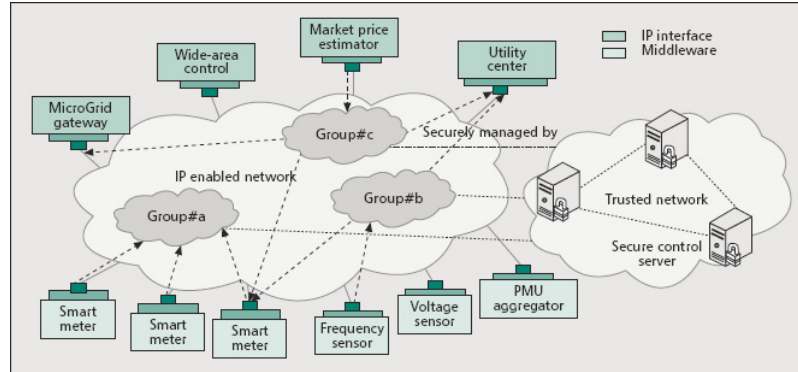 Market price
estimator
Wide-area
control
Utility
center
IP interface
Middleware
MicroGrid
gateway
Group#c
Securely managed by
IP enabled network
Group#b
Trusted network
Group#a
Secure control
server
Smart
meter
Smart
meter
Smart
meter
Frequency
sensor
Voltage
sensor
PMU
aggregator